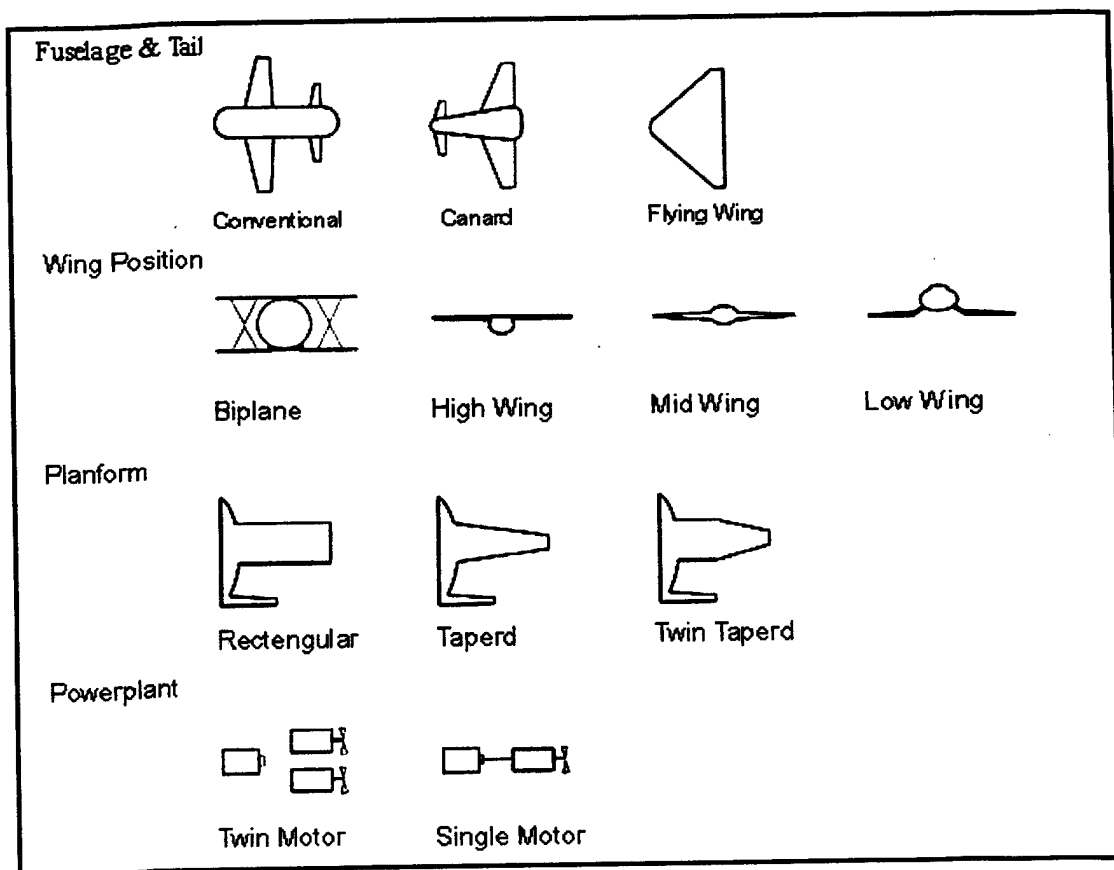 Fuselage & Tail
Conventional Canard Flying Wing
Wing Position
Biplane High Wing Mid Wing Low Wing
Planform
Rectengular Taperd Twin Taperd
Powerplant
Twin Motor Single Motor